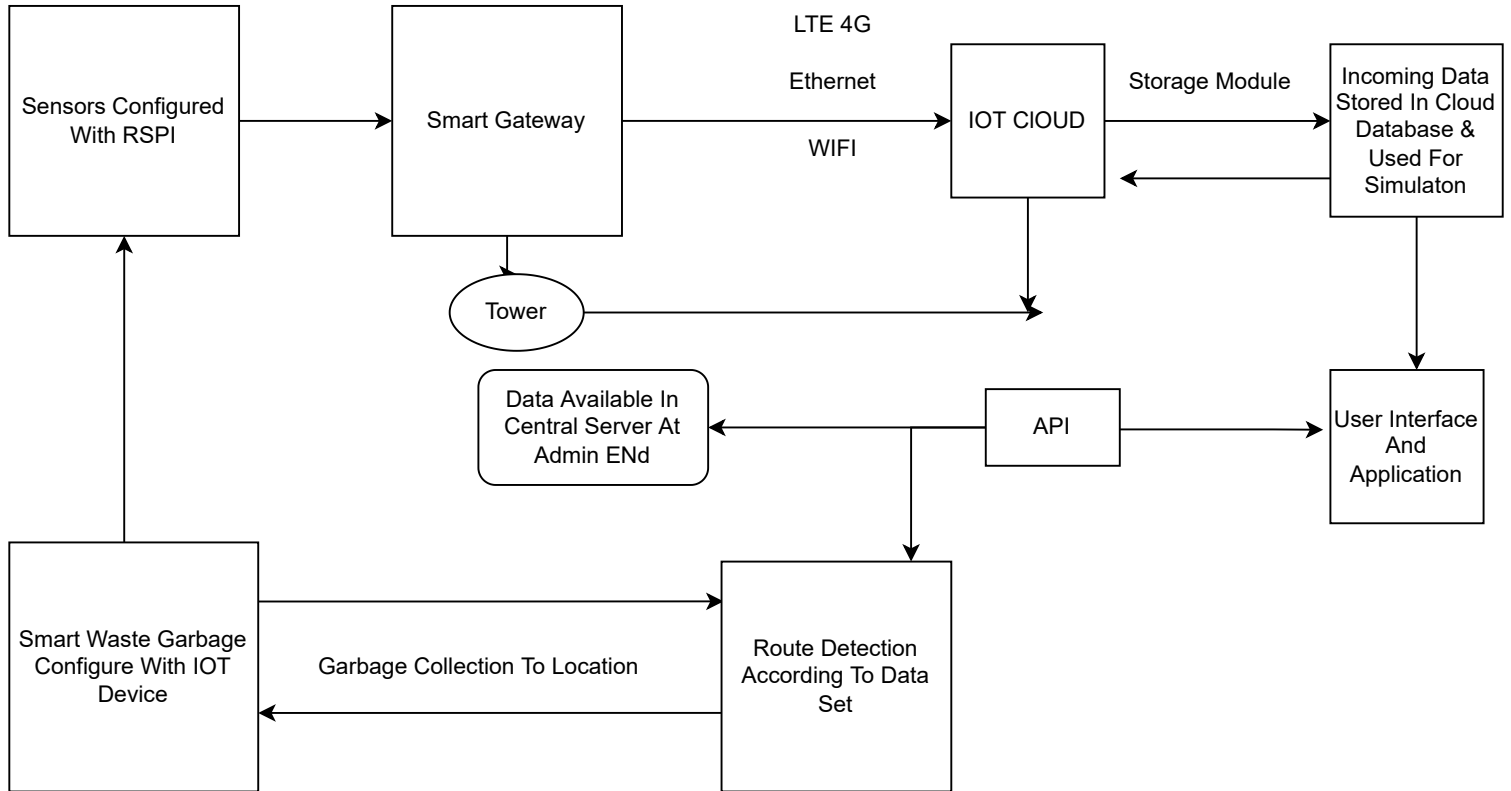 Sensors Configured
With RSPI
Smart Gateway
LTE 4G
Ethernet
WIFI
IOT ClOUD
Storage Module
Incoming Data
Stored In Cloud
Database &
Used For
Simulaton
Tower
Data Available In
Central Server At
Admin ENd
API
User Interface
And
Application
Smart Waste Garbage
Configure With IOT
Device
Garbage Collection To Location
Route Detection
According To Data
Set